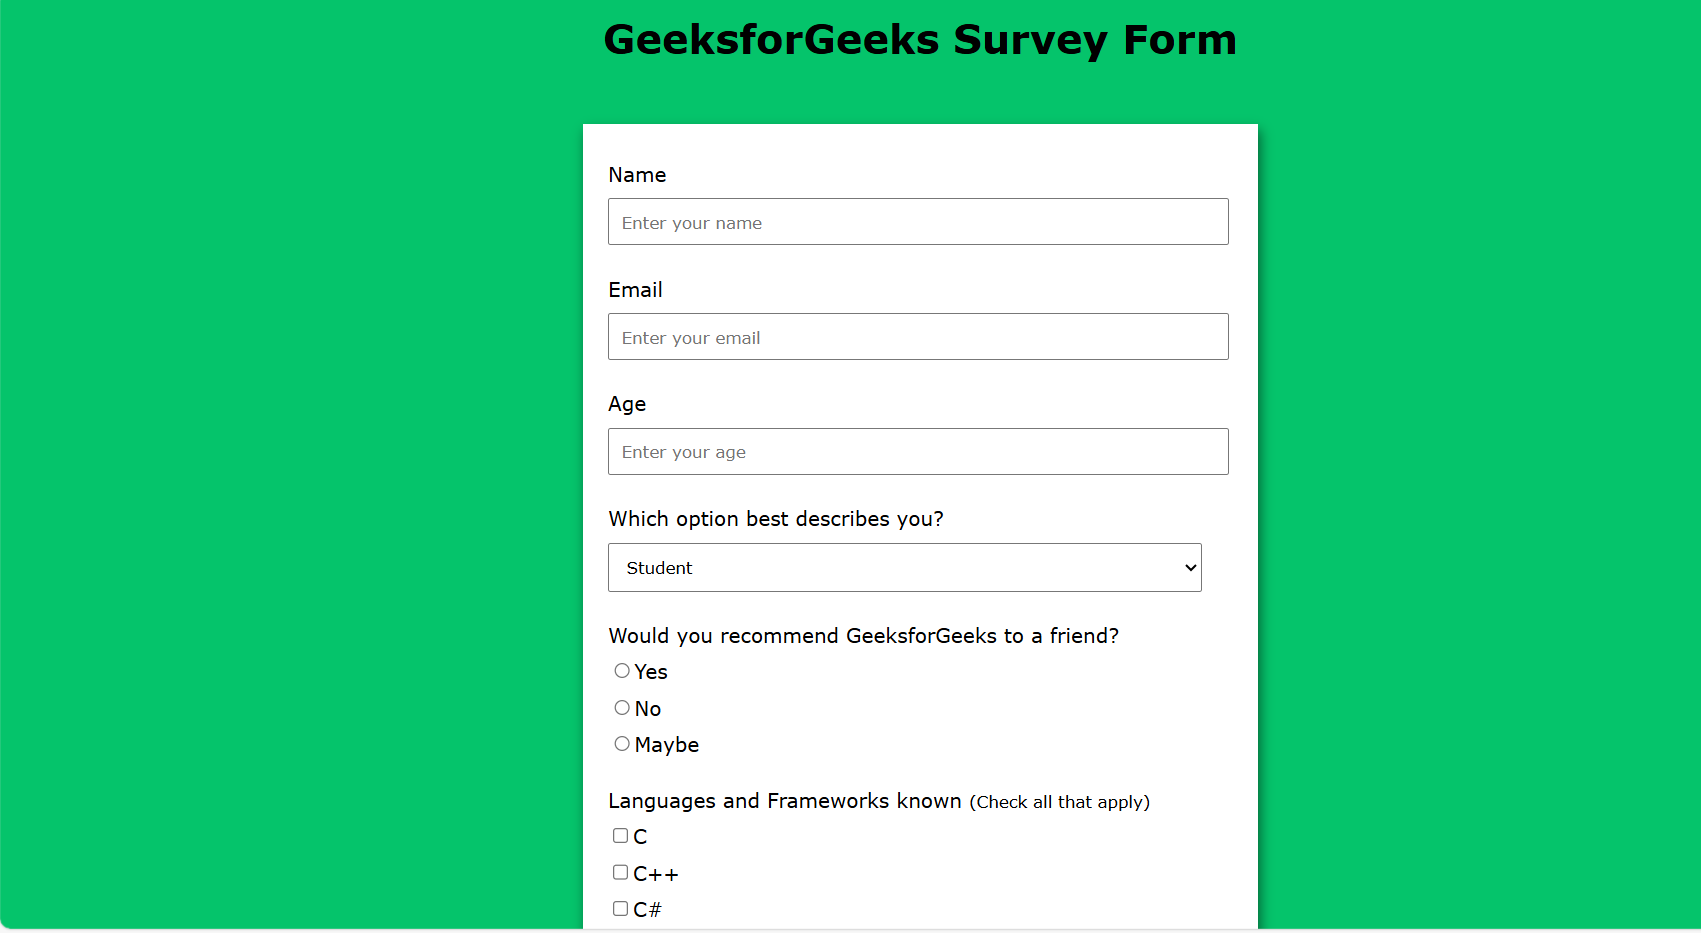 GeeksforGeeks Survey Form
Name
Enter your name
Email
Enter your email
Age
Enter your age
Which option best describes you?
Student
Would you recommend GeeksforGeeks to a friend?
Yes
No
Maybe
Languages and Frameworks known (Check all that apply)
C
C++
C#